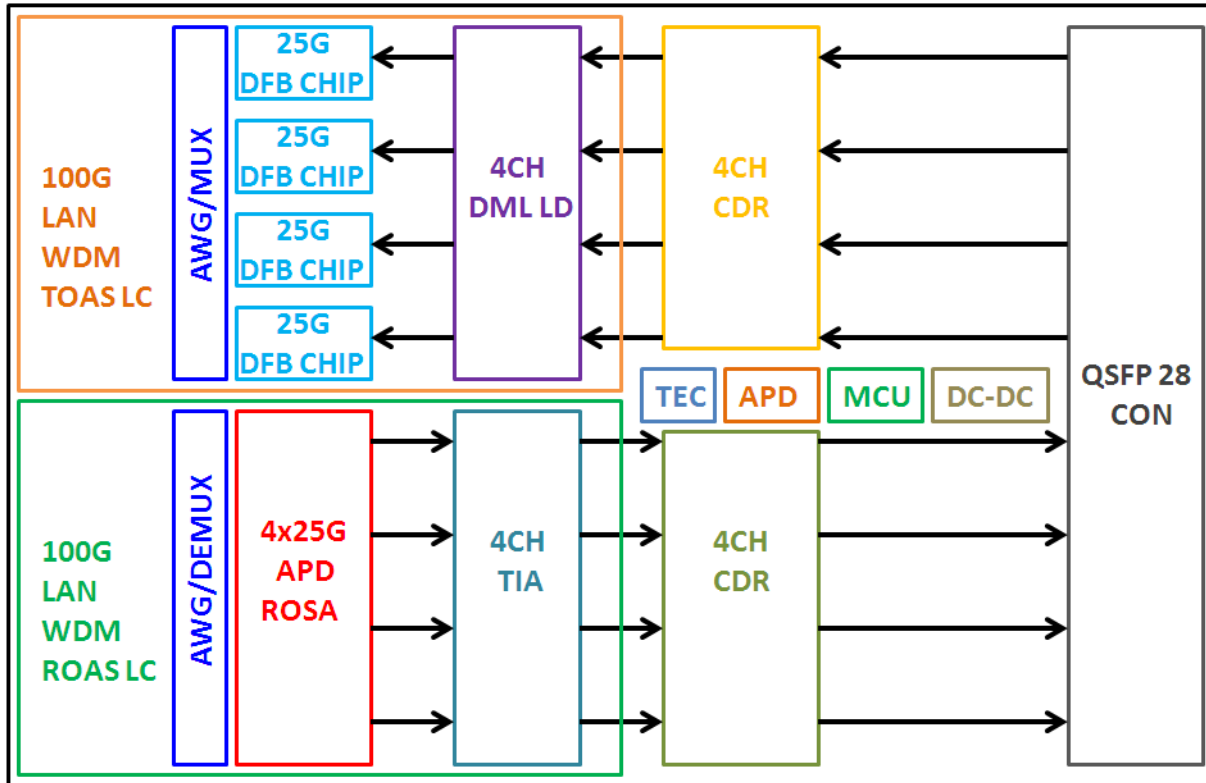 100G
LAN
WDM
TOAS LC
AWG/MUX
25G
DFB CHIP
25G
DFB CHIP
25G
DFB CHIP
25G
DFB CHIP
4CH
DML LD
4CH
CDR
QSFP 28
CON
TEC
APD
MCU
DC-DC
100G
LAN
WDM
ROAS LC
AWG/DEMUX
4x25G
APD
ROSA
4CH
TIA
4CH
CDR